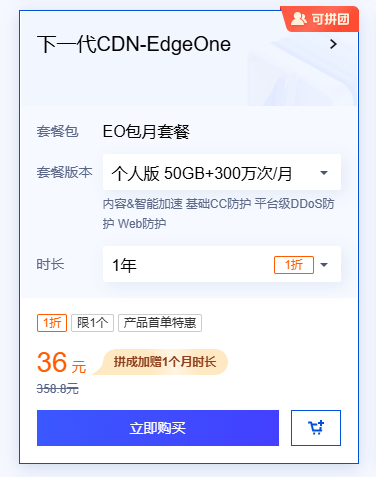 可拼团
下一代CDN-EdgeOne
套餐包 EO包月套餐
套餐版本 个人版 50GB+300万次/月
内容&智能加速 基础CC防护 平台级DDoS防
护 Web防护
时长 1年 1折
1折 限1个 产品首单特惠
36 元 拼成加赠1个月时长
358.8元
立即购买